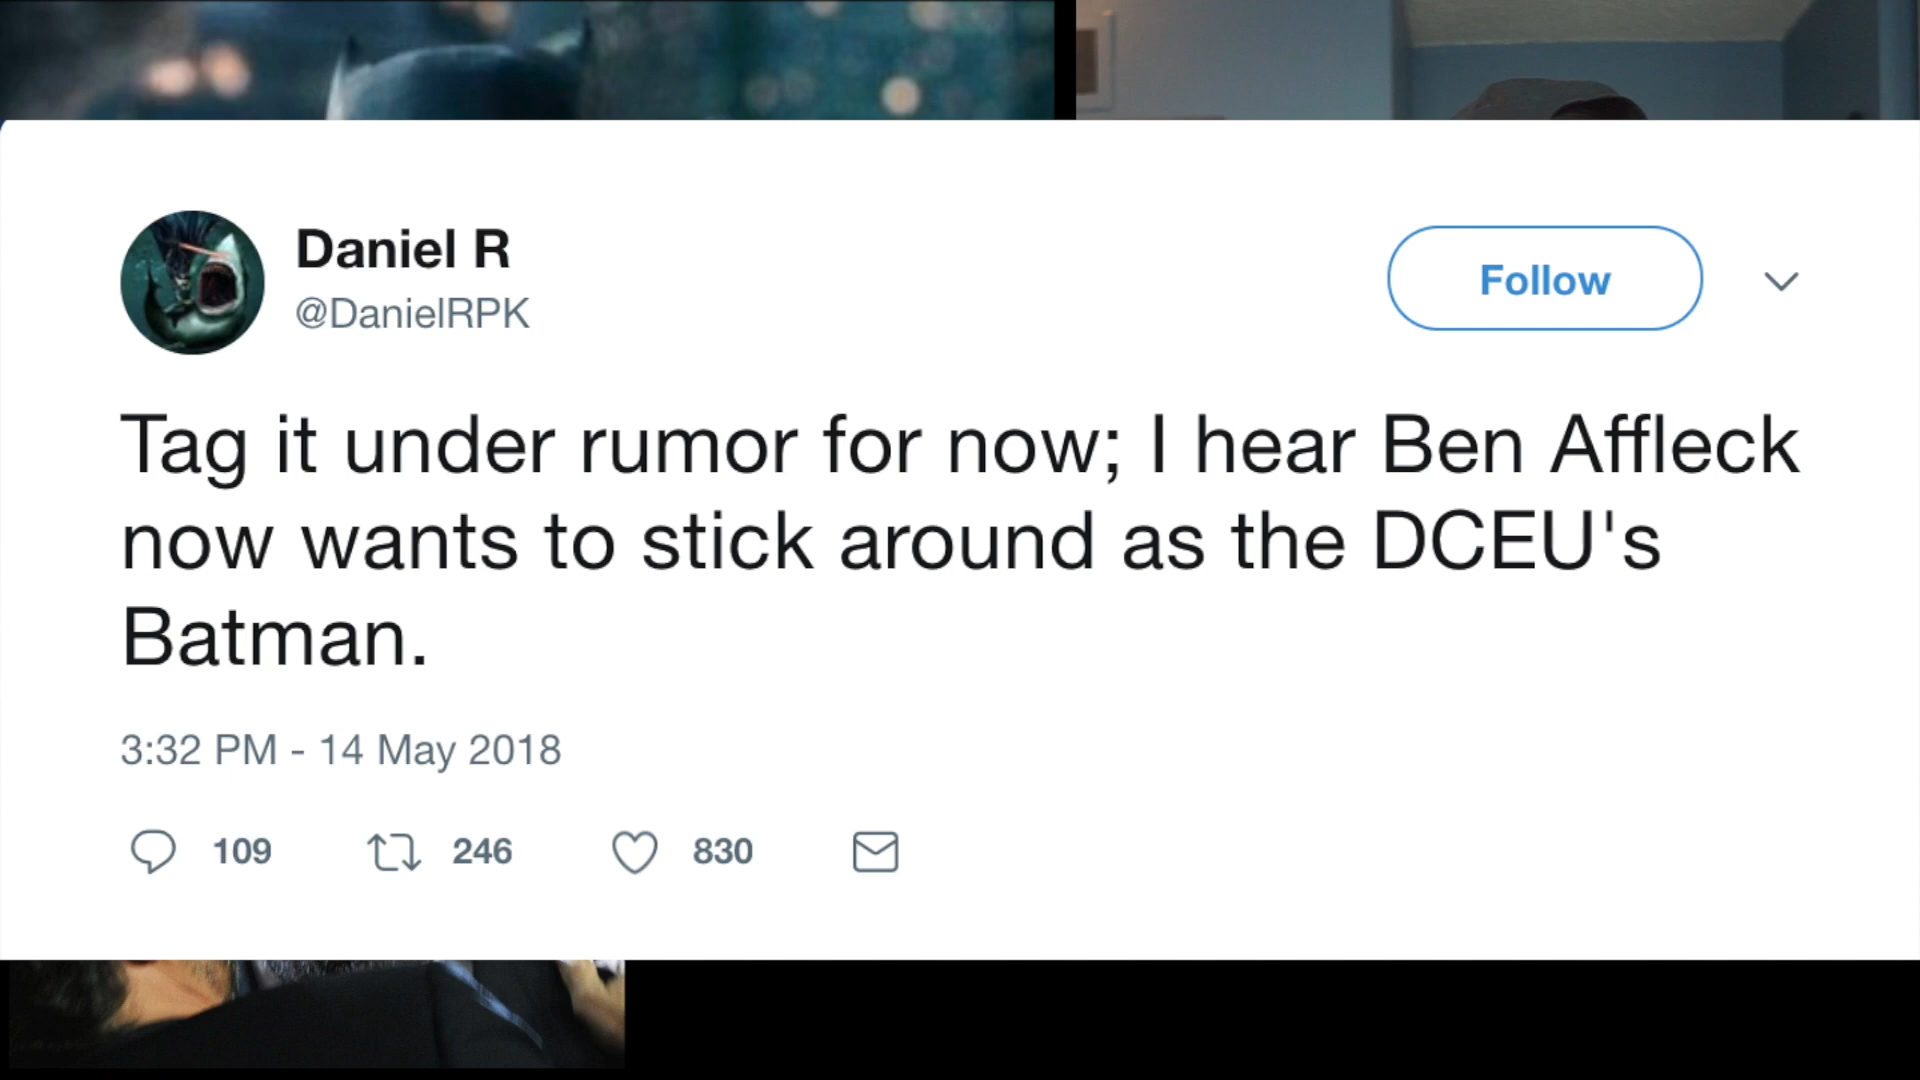 Daniel R
@DanielRPK
Follow
Tag it under rumor for now; I hear Ben Affleck
now wants to stick around as the DCEU's
Batman.
3:32 PM - 14 May 2018
109 246 830